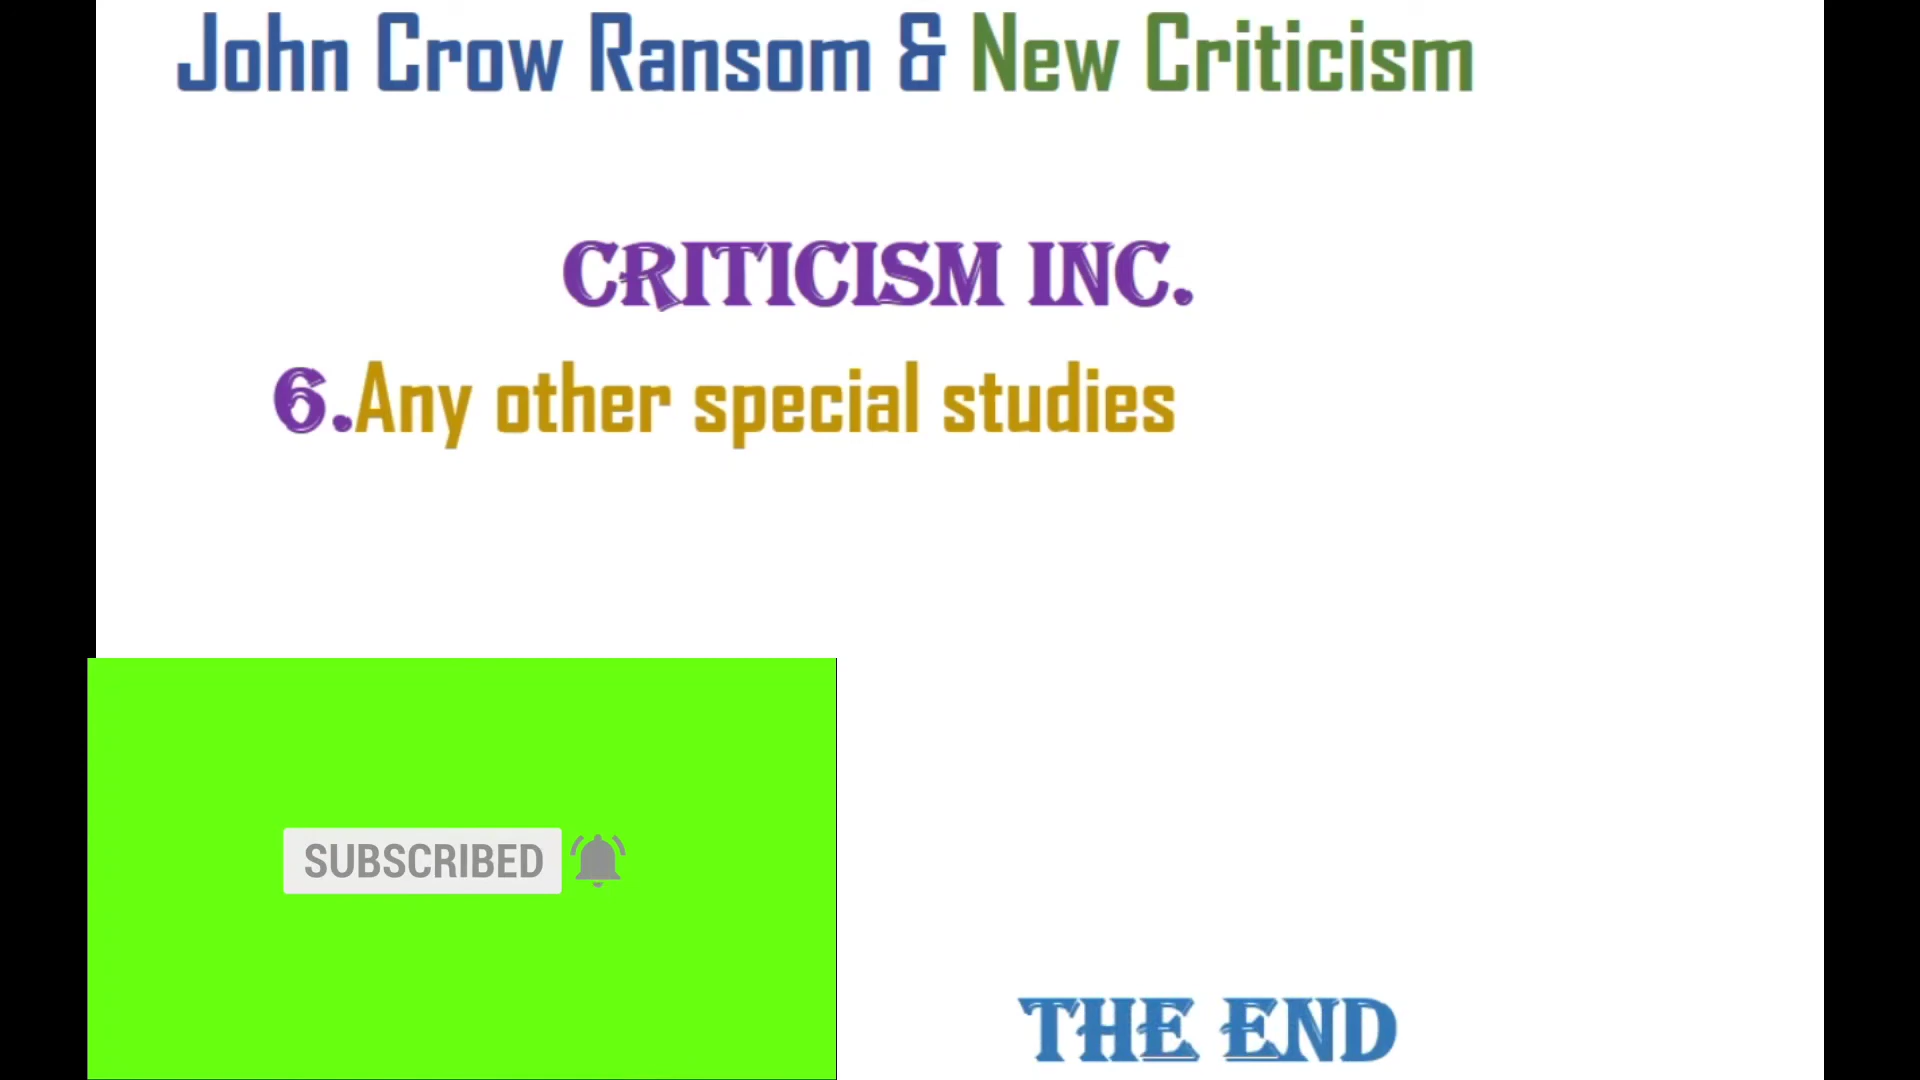 John Crow Ransom & New Criticism
CRITICISM INC.
6.Any other special studies
SUBSCRIBED
THE END